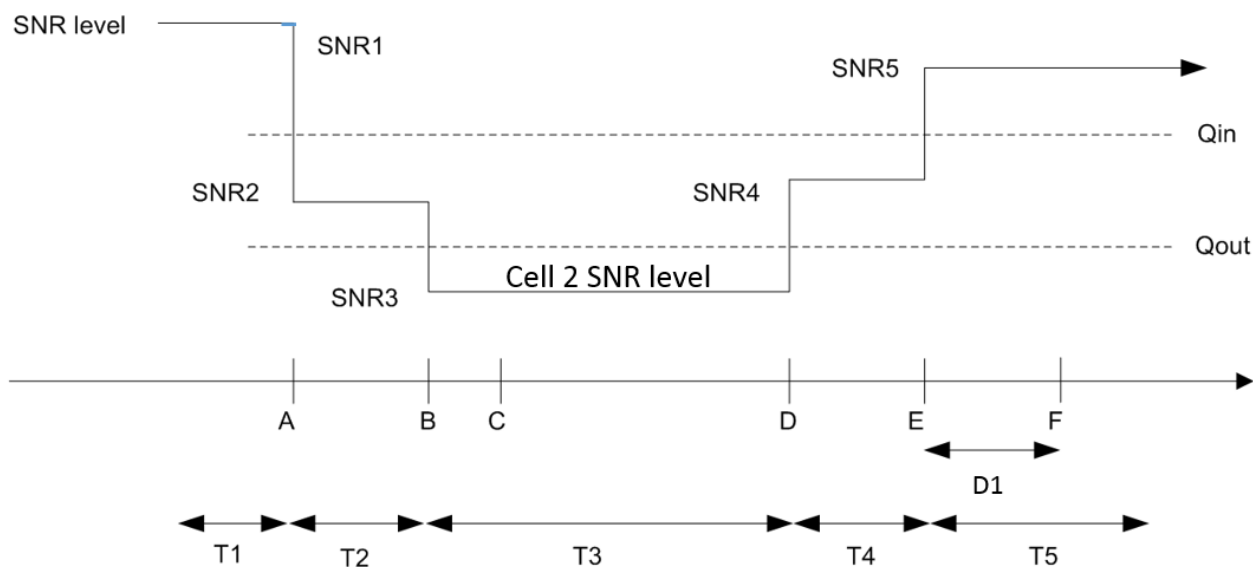 SNR level
SNR1
SNR5
Qin
SNR2
SNR4
Qout
Cell 2 SNR level
SNR3
A
B
C
D
E
F
D1
T1
T2
T3
T4
T5